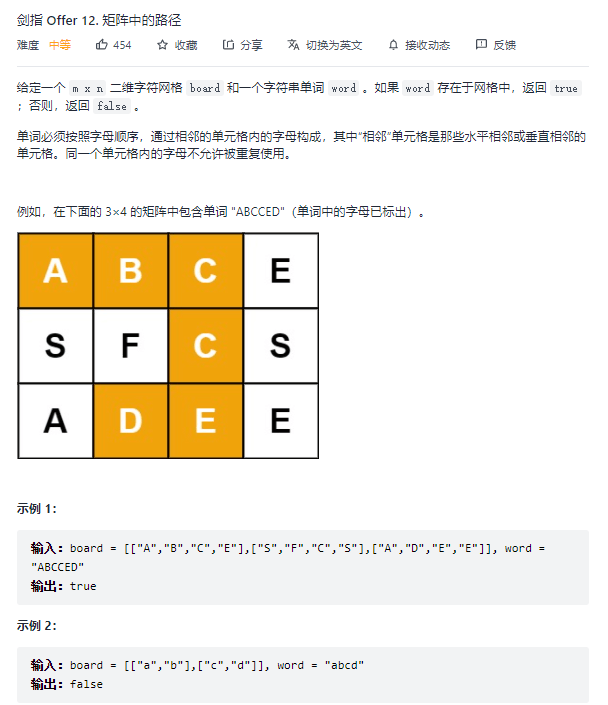 剑指 Offer 12. 矩阵中的路径
难度 中等 454 收藏 分享 切换为英文 接收动态 反馈
给定一个 m x n 二维字符网格 board 和一个字符串单词 word 。如果 word 存在于网格中，返回 true
；否则，返回 false 。
单词必须按照字母顺序，通过相邻的单元格内的字母构成，其中“相邻”单元格是那些水平相邻或垂直相邻的
单元格。同一个单元格内的字母不允许被重复使用。
例如，在下面的 3×4 的矩阵中包含单词 "ABCCED"（单词中的字母已标出）。
A B C E
S F C S
A D E E
示例 1：
输入：board = [["A","B","C","E"],["S","F","C","S"],["A","D","E","E"]], word =
"ABCCED"
输出：true
示例 2：
输入：board = [["a","b"],["c","d"]], word = "abcd"
输出：false